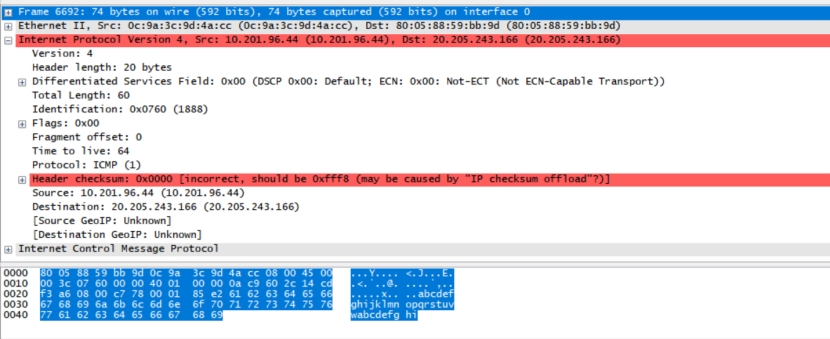 Frame 6692: 74 bytes on wire (592 bits), 74 bytes captured (592 bits) on interface 0
Ethernet II, Src: 0c:9a:3c:9d:4a:cc (0c:9a:3c:9d:4a:cc), Dst: 80:05:88:59:bb:9d (80:05:88:59:bb:9d)
Internet Protocol Version 4, Src: 10.201.96.44 (10.201.96.44), Dst: 20.205.243.166 (20.205.243.166)
Version: 4
Header length: 20 bytes
Differentiated Services Field: 0x00 (DSCP 0x00: Default; ECN: 0x00: Not-ECT (Not ECN-Capable Transport))
Total Length: 60
Identification: 0x0760 (1888)
Flags: 0x00
Fragment offset: 0
Time to live: 64
Protocol: ICMP (1)
Header checksum: 0x0000 [incorrect, should be 0xfff8 (may be caused by "IP checksum offload"?)]
Source: 10.201.96.44 (10.201.96.44)
Destination: 20.205.243.166 (20.205.243.166)
[Source GeoIP: Unknown]
[Destination GeoIP: Unknown]
Internet Control Message Protocol
0000 80 05 88 59 bb 9d 0c 9a 3c 9d 4a cc 08 00 45 00 ...Y.... <.J...E.
0010 00 3c 07 60 00 00 40 01 00 00 0a c9 60 2c 14 cd .<.`..@. ....`,..
0020 f3 a6 08 00 c7 78 00 01 85 e2 61 62 63 64 65 66 .....x.. ..abcdef
0030 67 68 69 6a 6b 6c 6d 6e 6f 70 71 72 73 74 75 76 ghijklmn opqrstuv
0040 77 61 62 63 64 65 66 67 68 69 wabcdefg hi